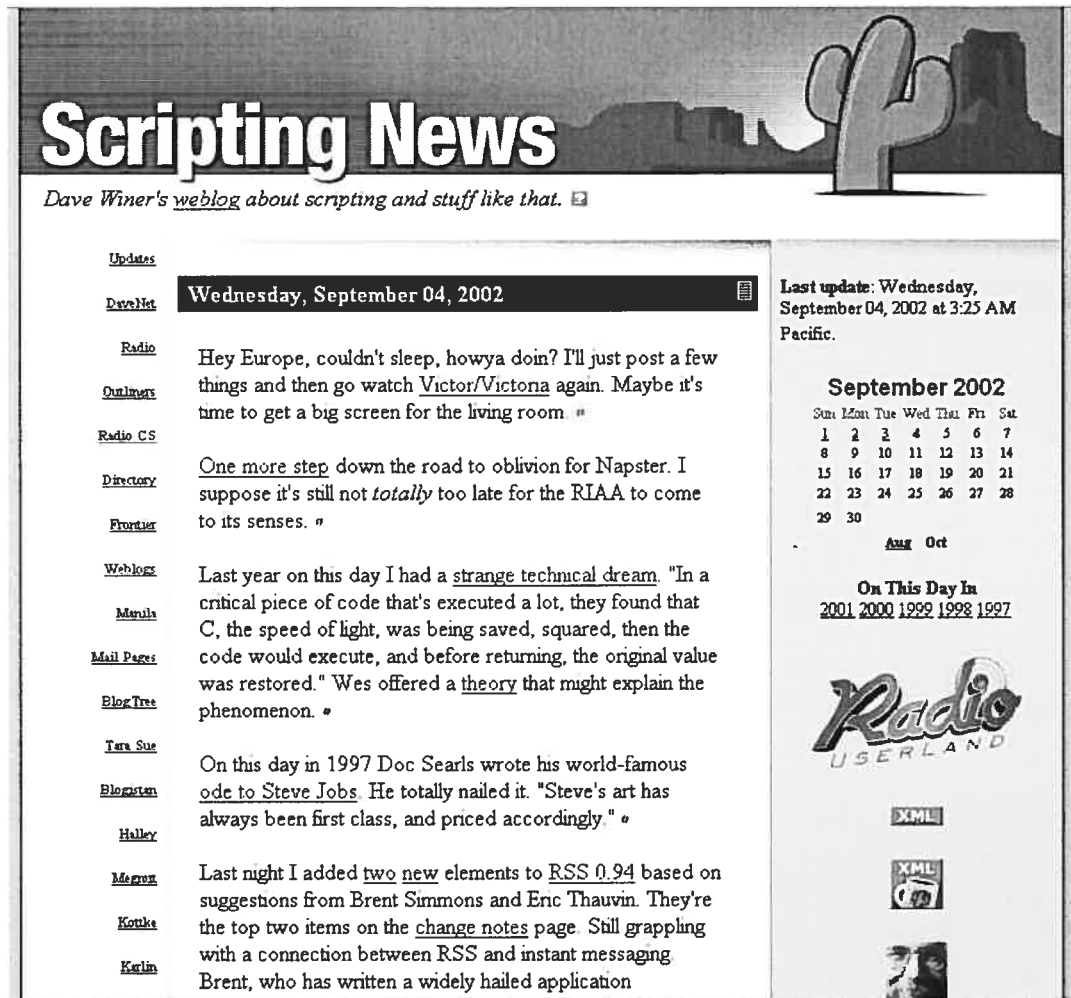 Scripting News
Dave Winer's weblog about scripting and stuff like that.
Updates
DaveNet
Radio
Outliners
Radio CS
Directory
Frontier
Weblogs
Manila
Mail Pages
BlogTree
Tara Sue
Blogistan
Halley
Megnut
Kottke
Karlin
Wednesday, September 04, 2002
Hey Europe, couldn't sleep, howya doin? I'll just post a few
things and then go watch Victor/Victoria again. Maybe it's
time to get a big screen for the living room.
One more step down the road to oblivion for Napster. I
suppose it's still not totally too late for the RIAA to come
to its senses.
Last year on this day I had a strange technical dream. "In a
critical piece of code that's executed a lot, they found that
C, the speed of light, was being saved, squared, then the
code would execute, and before returning, the original value
was restored." Wes offered a theory that might explain the
phenomenon.
On this day in 1997 Doc Searls wrote his world-famous
ode to Steve Jobs. He totally nailed it. "Steve's art has
always been first class, and priced accordingly."
Last night I added two new elements to RSS 0.94 based on
suggestions from Brent Simmons and Eric Thauvin. They're
the top two items on the change notes page. Still grappling
with a connection between RSS and instant messaging.
Brent, who has written a widely hailed application
Last update: Wednesday,
September 04, 2002 at 3:25 AM
Pacific.
September 2002
Sun Mon Tue Wed Thu Fri Sat
1 2 3 4 5 6 7
8 9 10 11 12 13 14
15 16 17 18 19 20 21
22 23 24 25 26 27 28
29 30
Aug Oct
On This Day In
2001 2000 1999 1998 1997
Radio
USERLAND
XML
XML